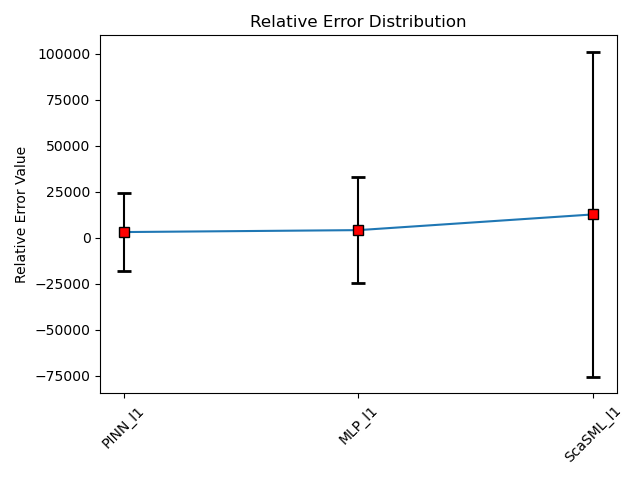 Relative Error Distribution
Relative Error Value
100000
75000
50000
25000
0
−25000
−50000
−75000
PINN_l1
MLP_l1
ScaSML_l1